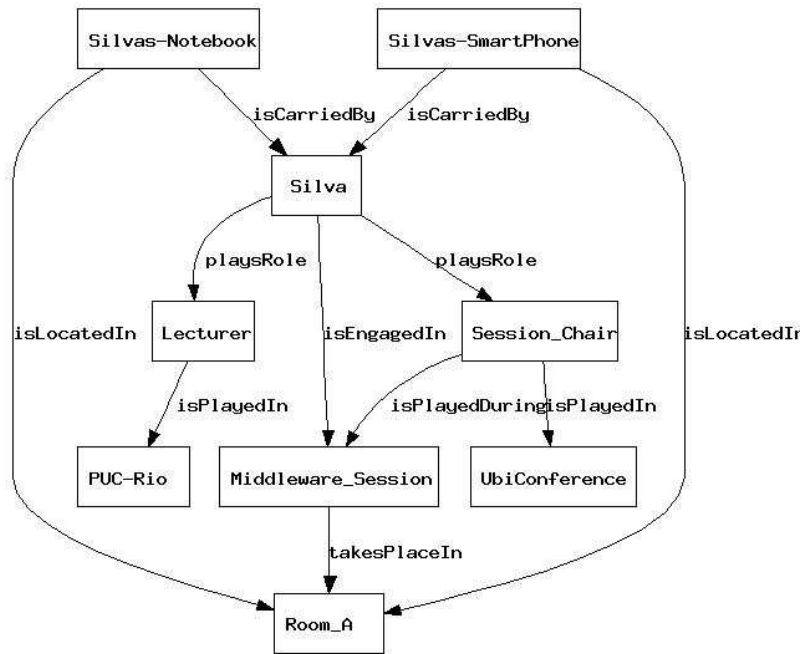 Silvas-Notebook
Silvas-SmartPhone
isCarriedBy
isCarriedBy
Silva
playsRole
playsRole
isLocatedIn
Lecturer
isEngagedIn
Session_Chair
isLocatedIn
isPlayedIn
isPlayedDuring
isPlayedIn
PUC-Rio
Middleware_Session
UbiConference
takesPlaceIn
Room_A